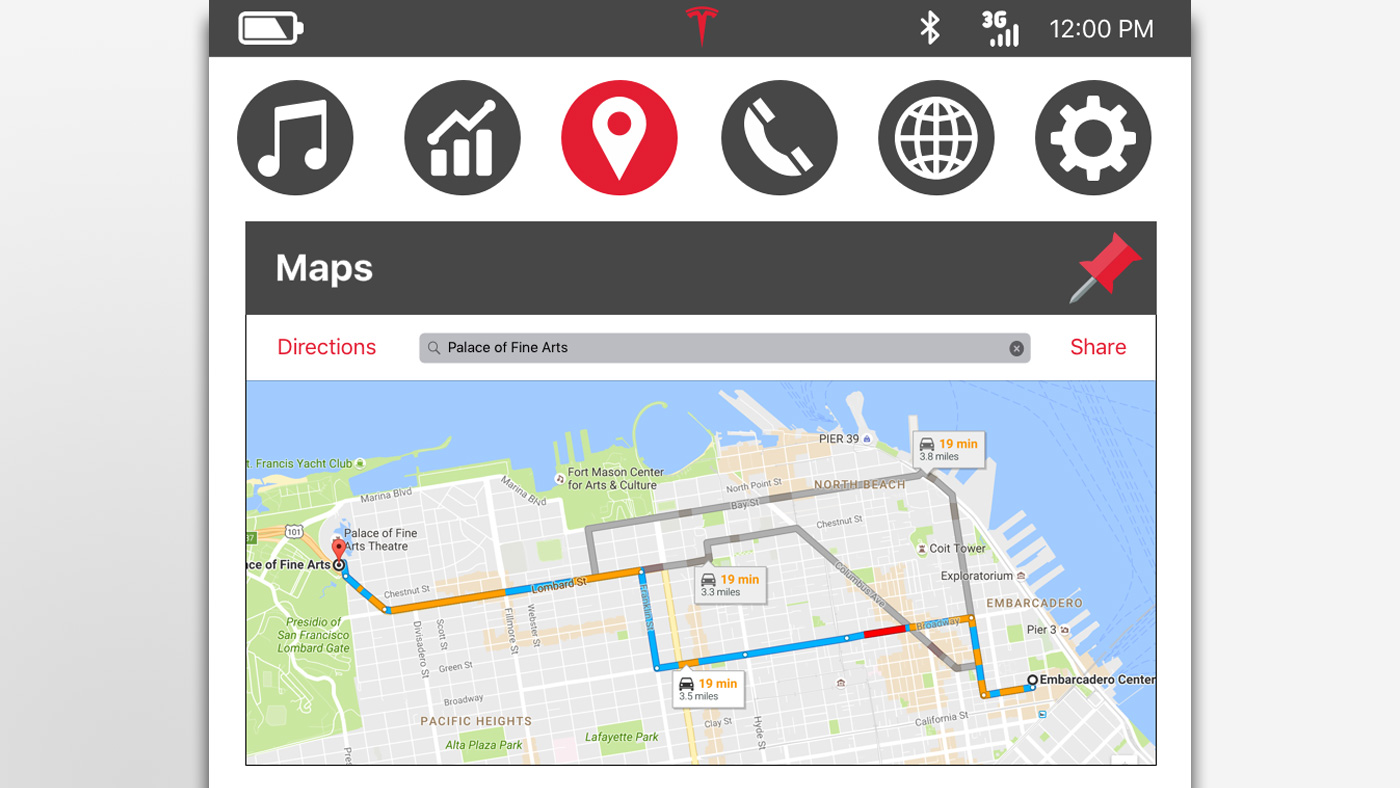 3G
12:00 PM
Maps
Directions
Palace of Fine Arts
Share
PIER 39
19 min
3.8 miles
t. Francis Yacht Club
Fort Mason Center
for Arts & Culture
Marina Blvd
Marina Blvd
North Point St
NORTH BEACH
Bay St
101
Palace of Fine
Arts Theatre
Chestnut St
Coit Tower
ce of Fine Arts
Exploratorium
19 min
3.3 miles
Lombard St
Chestnut St
Columbus Ave
Franklin St
EMBARCADERO
Presidio of
San Francisco
Lombard Gate
Divisadero St
Scott St
Fillmore St
Webster St
Broadway
Pier 3
Green St
19 min
3.5 miles
Embarcadero Center
Broadway
PACIFIC HEIGHTS
Clay St
Hyde St
California St
Alta Plaza Park
Lafayette Park
Pres